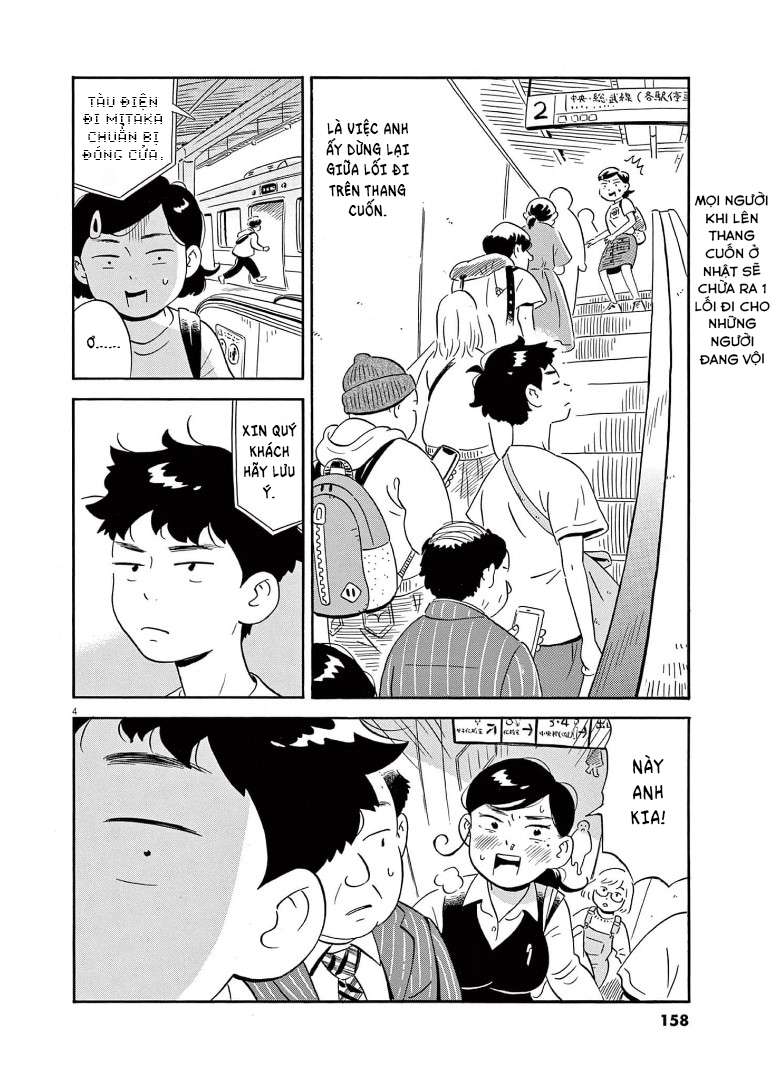 2 中央・総武線(各駅停車
LÀ VIỆC ANH
ẤY DỪNG LẠI
GIỮA LỐI ĐI
TRÊN THANG
CUỐN.
MỌI NGƯỜI
KHI LÊN
THANG
CUỐN Ở
NHẬT SẼ
CHỪA RA 1
LỐI ĐI CHO
NHỮNG
NGƯỜI
ĐANG VỘI
TÀU ĐIỆN
ĐI MITAKA
CHUẨN BỊ
ĐÓNG CỬA.
Ơ......
XIN QUÝ
KHÁCH
HÃY LƯU
Ý.
4
3·4
NÀY
ANH
KIA!
158